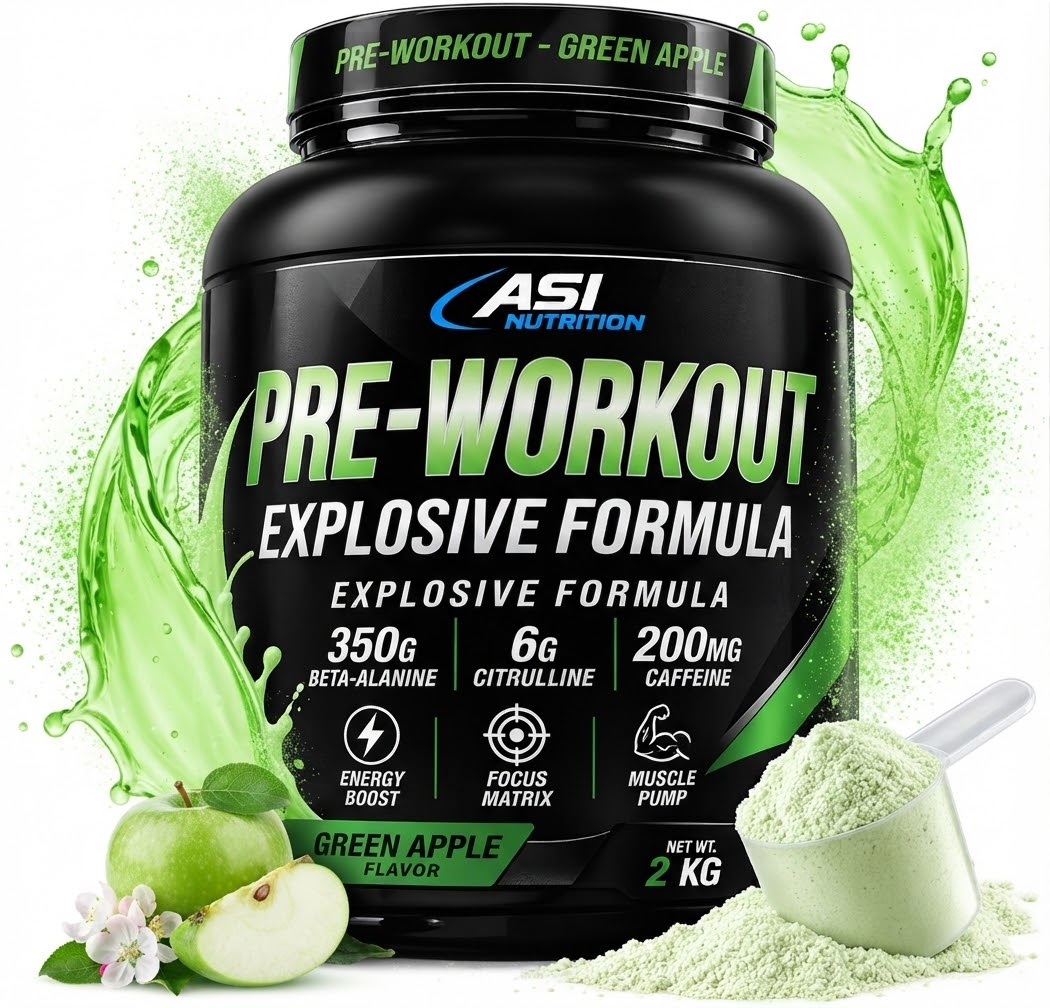 PRE-WORKOUT - GREEN APPLE
ASI
NUTRITION
PRE-WORKOUT
EXPLOSIVE FORMULA
EXPLOSIVE FORMULA
350G 6G 200MG
BETA-ALANINE CITRULLINE CAFFEINE
ENERGY FOCUS MUSCLE
BOOST MATRIX PUMP
GREEN APPLE
FLAVOR
NET WT.
2 KG